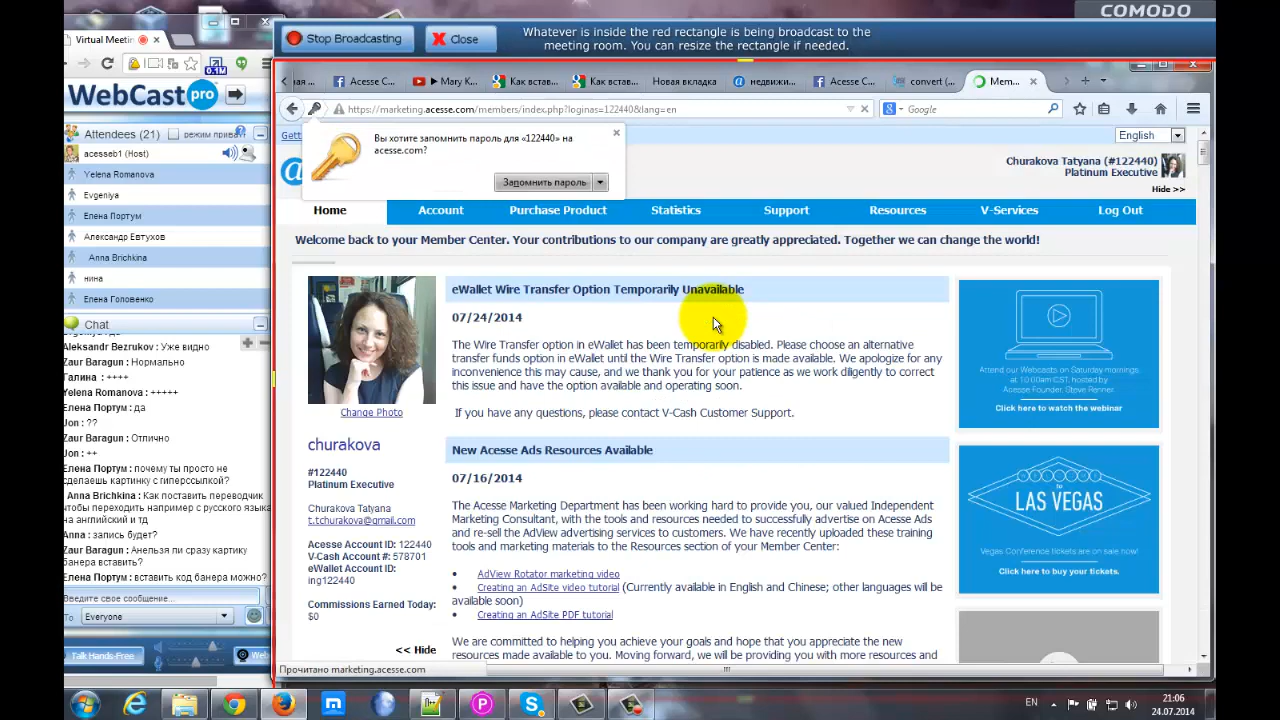 COMODO
Stop Broadcasting
Close
Whatever is inside the red rectangle is being broadcast to the
meeting room. You can resize the rectangle if needed.
Virtual Meeti
0.1M
WebCast pro
Attendees (21)
режим приват
acesseb1 (Host)
Yelena Romanova
Evgeniya
Елена Портум
Александр Евтухов
Anna Brichkina
нина
Елена Головенко
Chat
Aleksandr Bezrukov : Уже видно
Zaur Baragun : Нормально
Галина : ++++
Yelena Romanova : +++++
Елена Портум : да
Jon : ??
Zaur Baragun : Отлично
Jon : ++
Елена Портум : почему ты просто не
сделаешь картинку с гиперссылкой?
Anna Brichkina : Как поставить переводчик
чтобы переходить например с русского языка
на английский и тд
Anna : запись будет?
Zaur Baragun : Анельзя пи сразу картику
банера вставить?
Елена Портум : вставить код банера можно?
Введите свое сообщение...
To
Everyone
Talk Hands-Free
Web
ная ...
Acesse C...
▶ Mary K...
Как встав...
Как встав...
Новая вкладка
недвижи...
Acesse C...
convert (...
Mem...
https://marketing.acesse.com/members/index.php?loginas=122440&lang=en
Google
Вы хотите запомнить пароль для «122440» на
acesse.com?
Запомнить пароль
Gett
English
Churakova Tatyana (#122440)
Platinum Executive
Hide >>
Home
Account
Purchase Product
Statistics
Support
Resources
V-Services
Log Out
Welcome back to your Member Center. Your contributions to our company are greatly appreciated. Together we can change the world!
Change Photo
churakova
#122440
Platinum Executive
Churakova Tatyana
t.tchurakova@gmail.com
Acesse Account ID: 122440
V-Cash Account #: 578701
eWallet Account ID:
ing122440
Commissions Earned Today:
$0
<< Hide
eWallet Wire Transfer Option Temporarily Unavailable
07/24/2014
The Wire Transfer option in eWallet has been temporarily disabled. Please choose an alternative
transfer funds option in eWallet until the Wire Transfer option is made available. We apologize for any
inconvenience this may cause, and we thank you for your patience as we work diligently to correct
this issue and have the option available and operating soon.
If you have any questions, please contact V-Cash Customer Support.
New Acesse Ads Resources Available
07/16/2014
The Acesse Marketing Department has been working hard to provide you, our valued Independent
Marketing Consultant, with the tools and resources needed to successfully advertise on Acesse Ads
and re-sell the AdView advertising services to customers. We have recently uploaded these training
tools and marketing materials to the Resources section of your Member Center:
• AdView Rotator marketing video
• Creating an AdSite video tutorial (Currently available in English and Chinese; other languages will be
available soon)
• Creating an AdSite PDF tutorial
We are committed to helping you achieve your goals and hope that you appreciate the new
resources made available to you. Moving forward, we will be providing you with more resources and
Attend our Webcasts on Saturday mornings
at 10:00am CST, hosted by
Acesse Founder, Steve Renner.
Click here to watch the webinar
to
LAS VEGAS
Vegas Conference tickets are on sale now!
Click here to buy your tickets.
Прочитано marketing.acesse.com
EN
21:06
24.07.2014